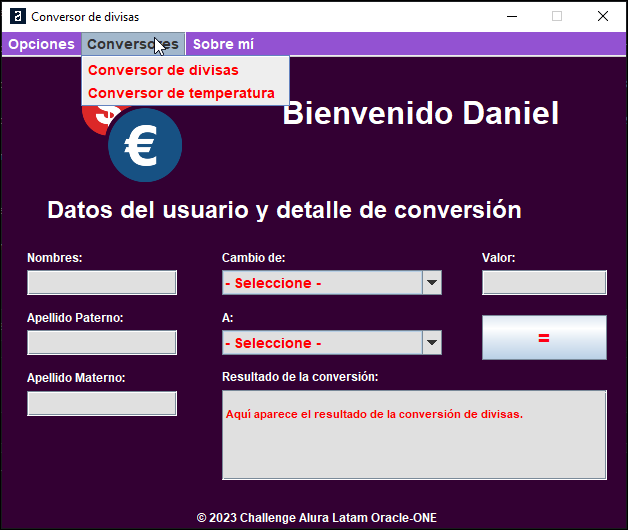 Conversor de divisas
Opciones Conversores Sobre mí
Conversor de divisas
Conversor de temperatura
$
€
Bienvenido Daniel
Datos del usuario y detalle de conversión
Nombres:
Cambio de:
Valor:
- Seleccione -
Apellido Paterno:
A:
- Seleccione -
=
Apellido Materno:
Resultado de la conversión:
Aquí aparece el resultado de la conversión de divisas.
© 2023 Challenge Alura Latam Oracle-ONE